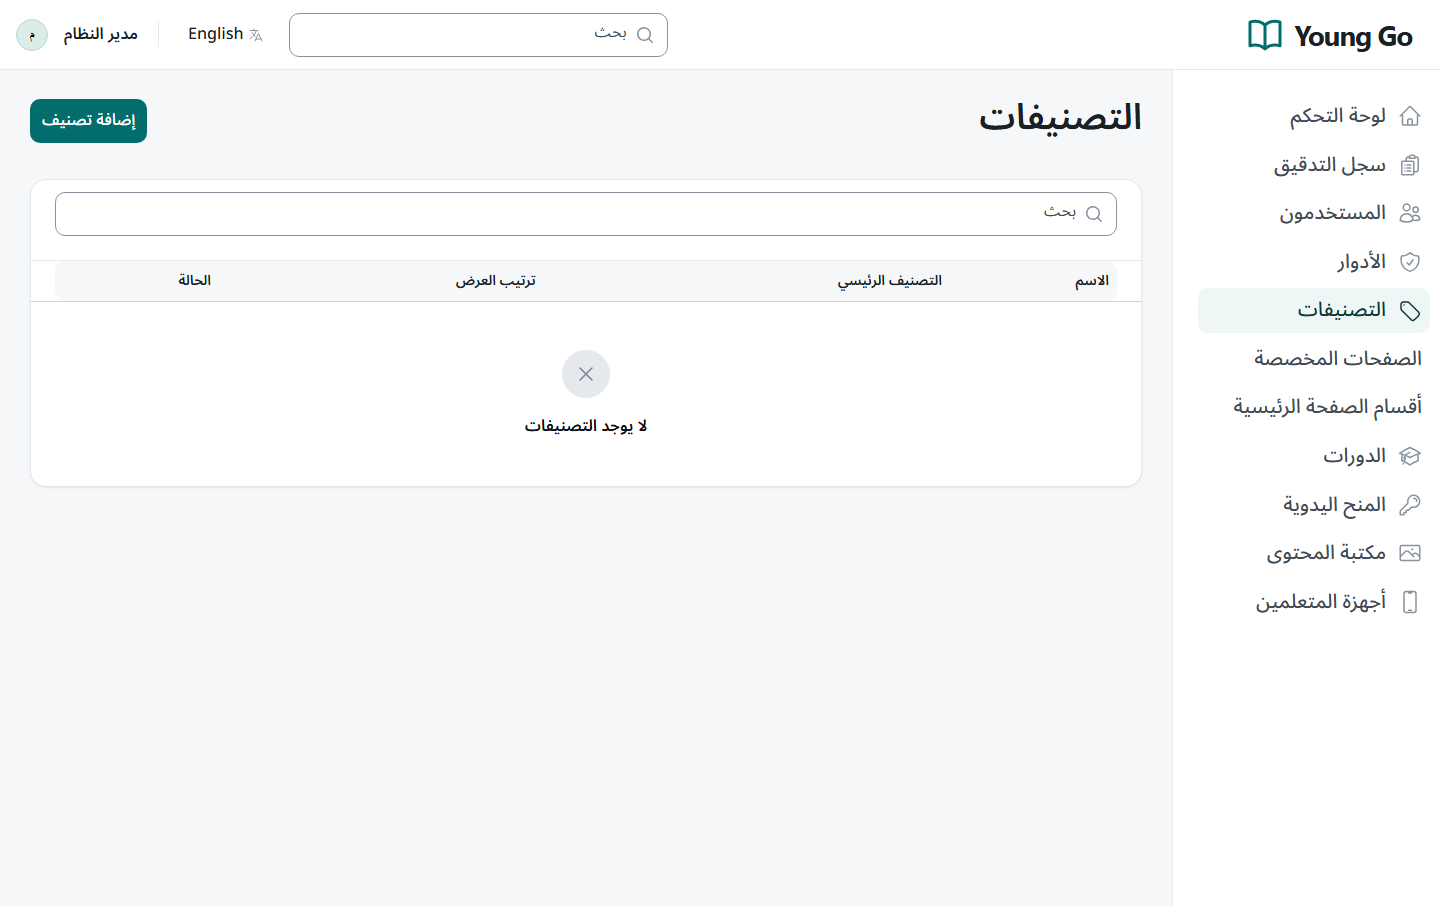 Young Go
بحث
English
مدير النظام
م
لوحة التحكم
سجل التدقيق
المستخدمون
الأدوار
التصنيفات
الصفحات المخصصة
أقسام الصفحة الرئيسية
الدورات
المنح اليدوية
مكتبة المحتوى
أجهزة المتعلمين
التصنيفات
إضافة تصنيف
بحث
الاسم التصنيف الرئيسي ترتيب العرض الحالة
لا يوجد التصنيفات